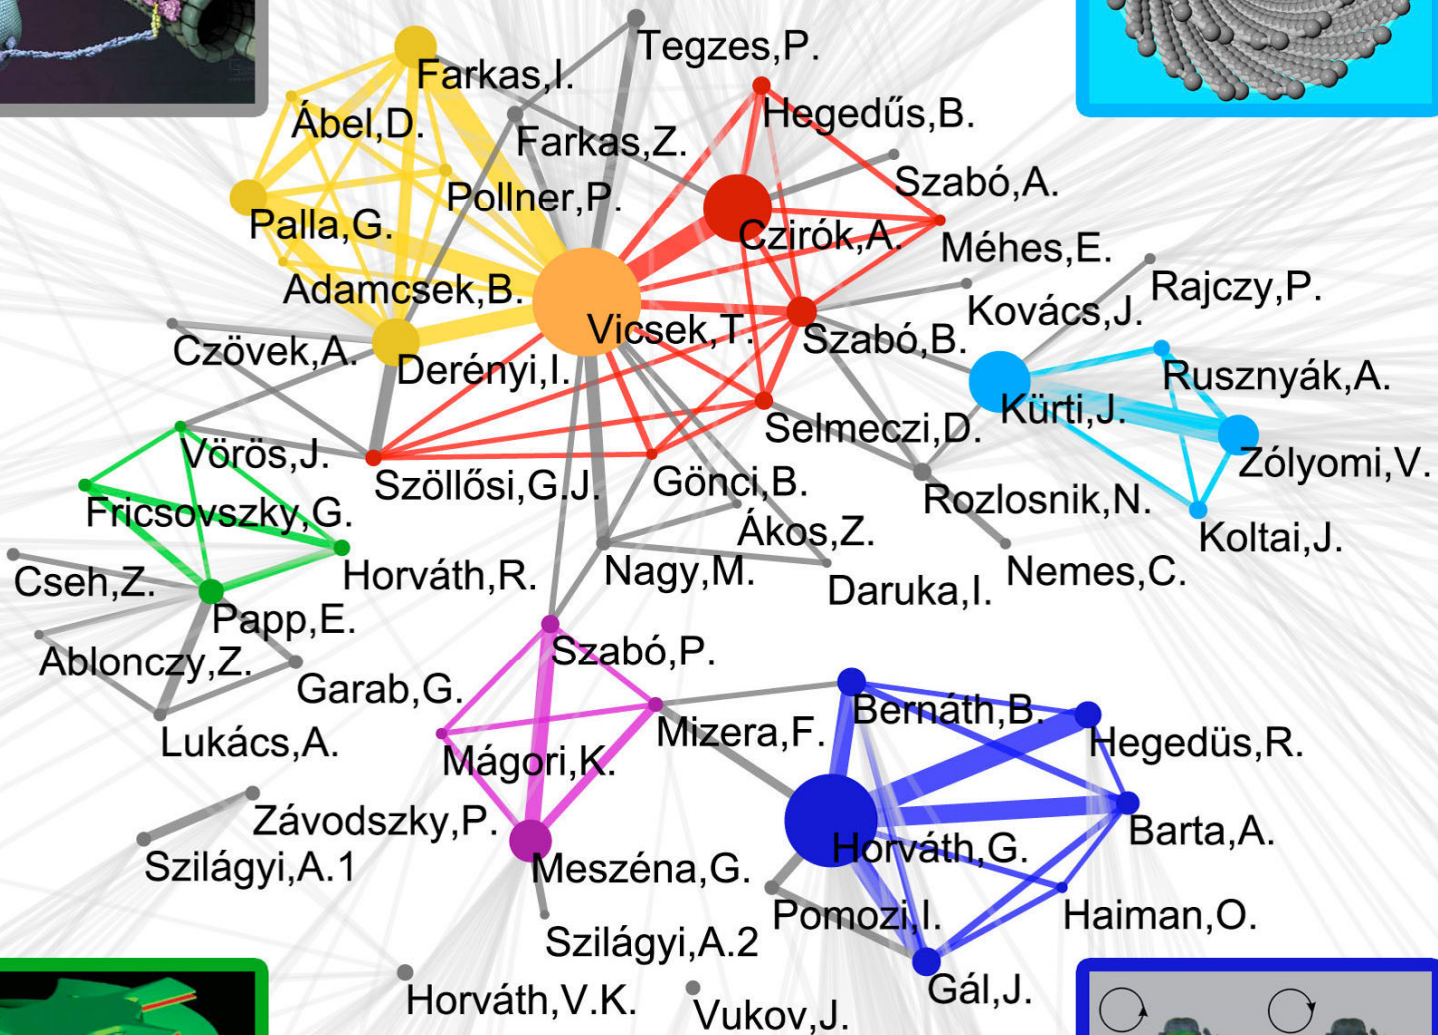 Tegzes,P.
Farkas,I.
Hegedűs,B.
Ábel,D.
Farkas,Z.
Szabó,A.
Pollner,P.
Palla,G.
Czirók,A.
Méhes,E.
Adamcsek,B.
Rajczy,P.
Kovács,J.
Vicsek,T.
Szabó,B.
Czövek,A.
Derényi,I.
Rusznyák,A.
Kürti,J.
Selmeczi,D.
Vörös,J.
Zólyomi,V.
Szöllősi,G.J.
Gönci,B.
Rozlosnik,N.
Fricsovszky,G.
Ákos,Z.
Koltai,J.
Cseh,Z.
Horváth,R.
Nagy,M.
Nemes,C.
Daruka,I.
Papp,E.
Szabó,P.
Ablonczy,Z.
Garab,G.
Bernáth,B.
Mizera,F.
Lukács,A.
Hegedüs,R.
Mágori,K.
Závodszky,P.
Barta,A.
Horváth,G.
Szilágyi,A.1
Meszéna,G.
Pomozi,I.
Haiman,O.
Szilágyi,A.2
Gál,J.
Horváth,V.K.
Vukov,J.